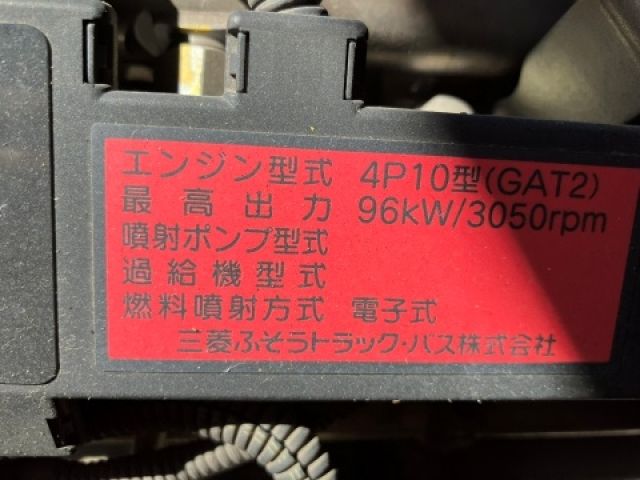 エンジン型式 4P10型(GAT2)
最高出力 96kW/3050rpm
噴射ポンプ型式
過給機型式
燃料噴射方式 電子式
三菱ふそうトラック・バス株式会社